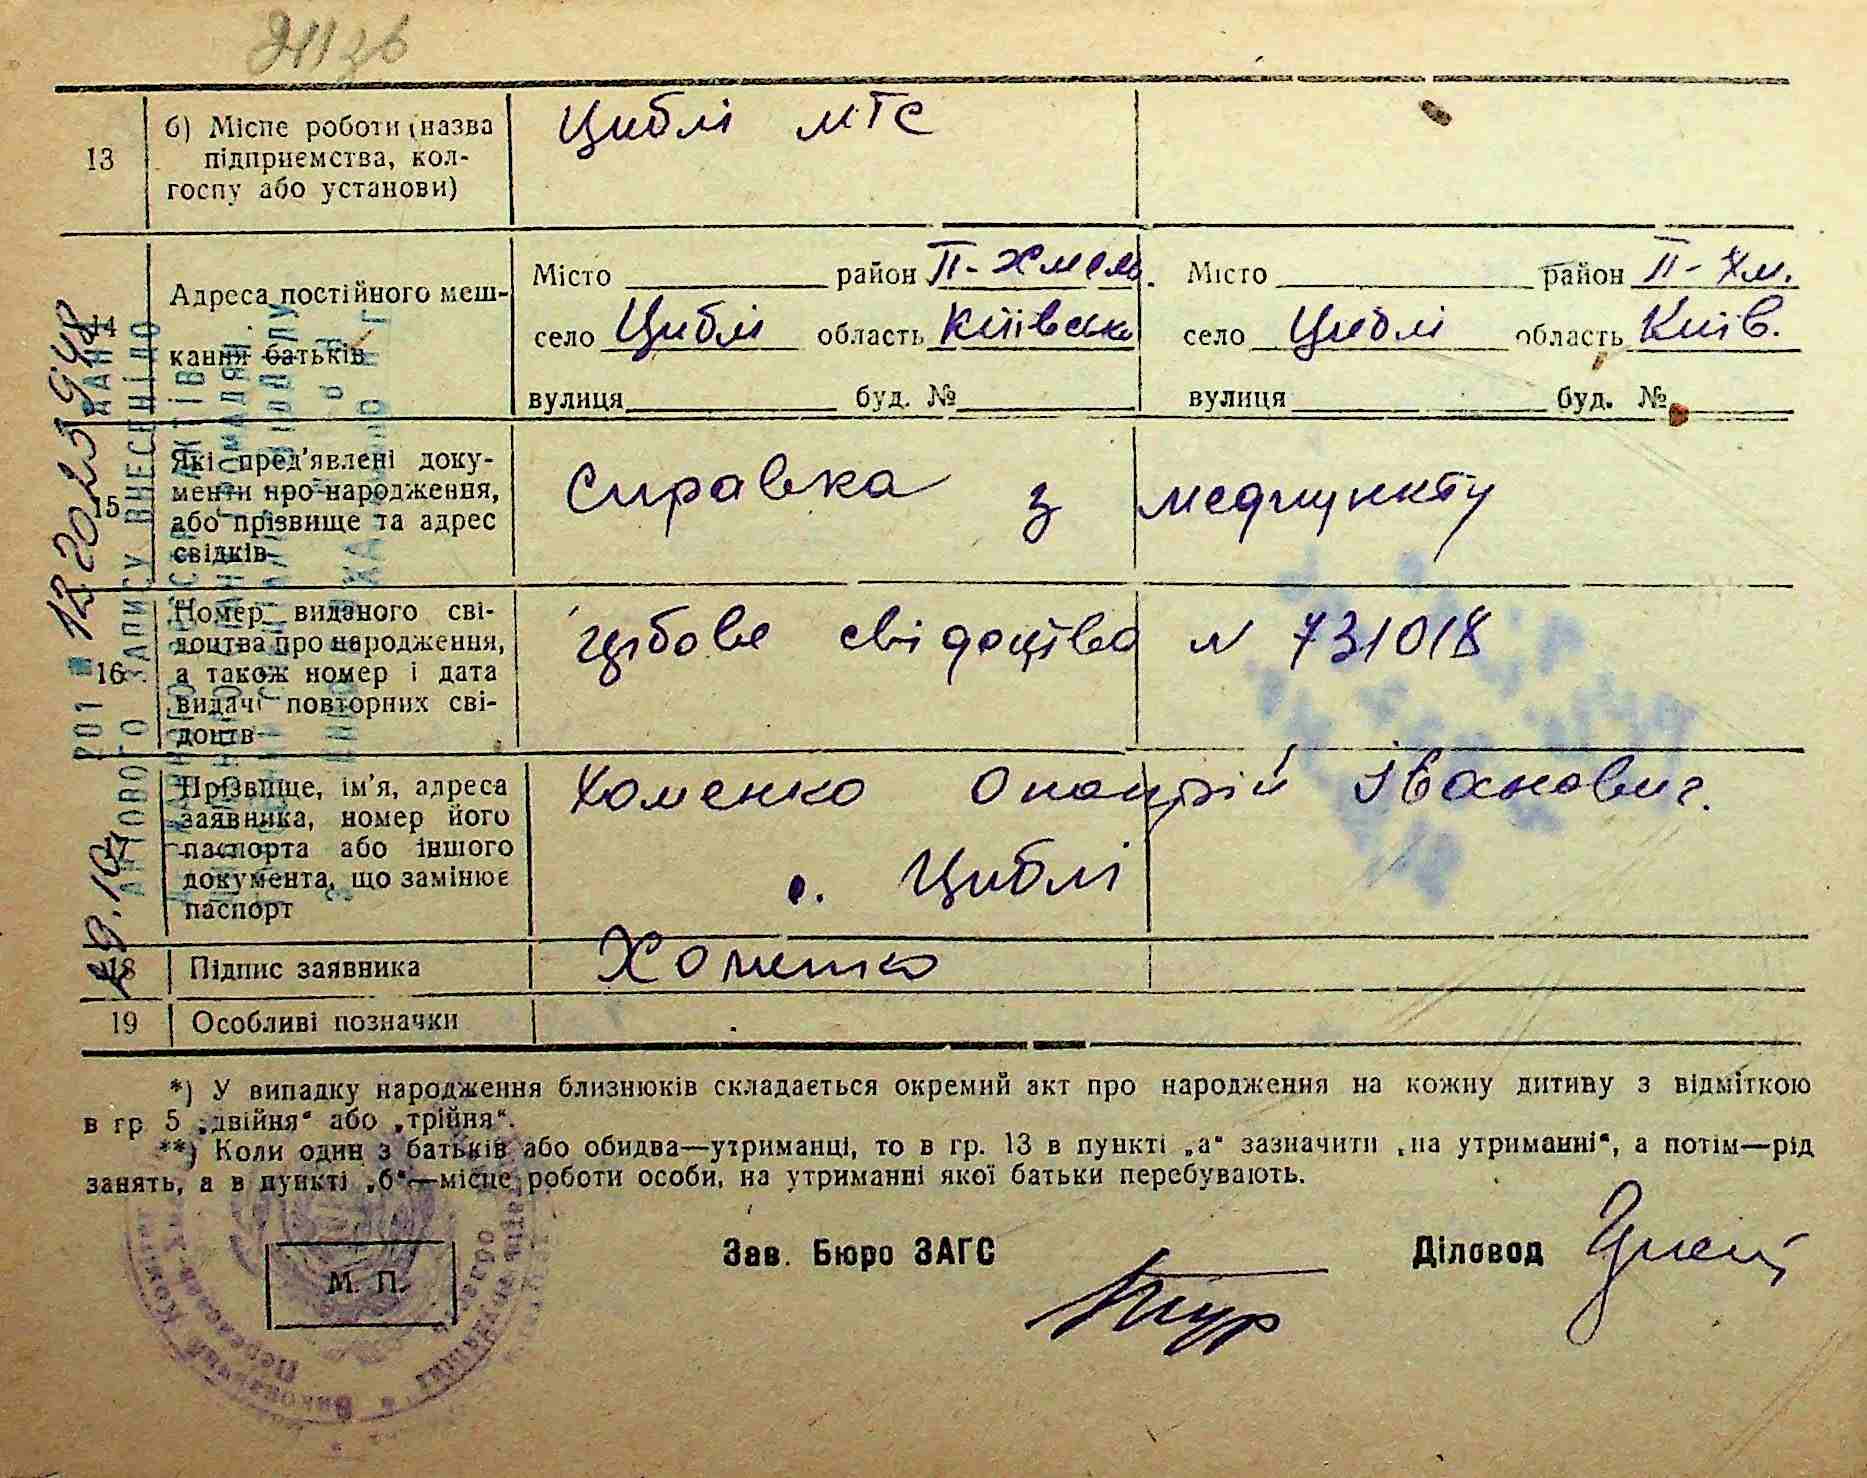 13
б) Місце роботи (назва
підприємства, кол-
госпу або установи)
Циблі МТС
14
Адреса постійного меш-
кання батьків
Місто район П-Хмель.
село Циблі область Київська
вулиця буд. №
Місто район П-Хм.
село Циблі область Київ.
вулиця буд. №
15
Які пред'явлені доку-
менти про народження,
або прізвище та адрес
свідків
Справка з медпункту
16
Номер виданого сві-
доцтва про народження,
а також номер і дата
видачі повторних сві-
доцтв
свідоцтво N 731018
17
Прізвище, ім'я, адреса
заявника, номер його
паспорта або іншого
документа, що замінює
паспорт
Хоменко Іванович.
с. Циблі
18
Підпис заявника
Хоменко
19
Особливі позначки
*) У випадку народження близнюків складається окремий акт про народження на кожну дитину з відміткою
в гр 5 „двійня“ або „трійня“.
**) Коли один з батьків або обидва—утриманці, то в гр. 13 в пункті „а“ зазначити „на утриманні“, а потім—рід
занять, а в пункті „б“—місце роботи особи, на утриманні якої батьки перебувають.
М. П.
Зав. Бюро ЗАГС
Діловод
АКТОВОГО ЗАПИСУ ВНЕСЕНІ ДО